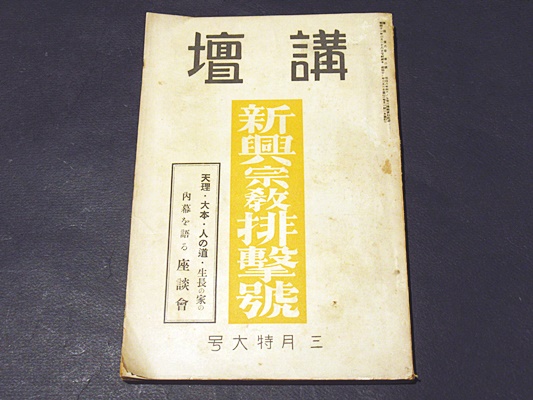 講壇
新興宗教排撃號
天理・大本・人の道・生長の家の
内幕を語る座談會
三月特大号